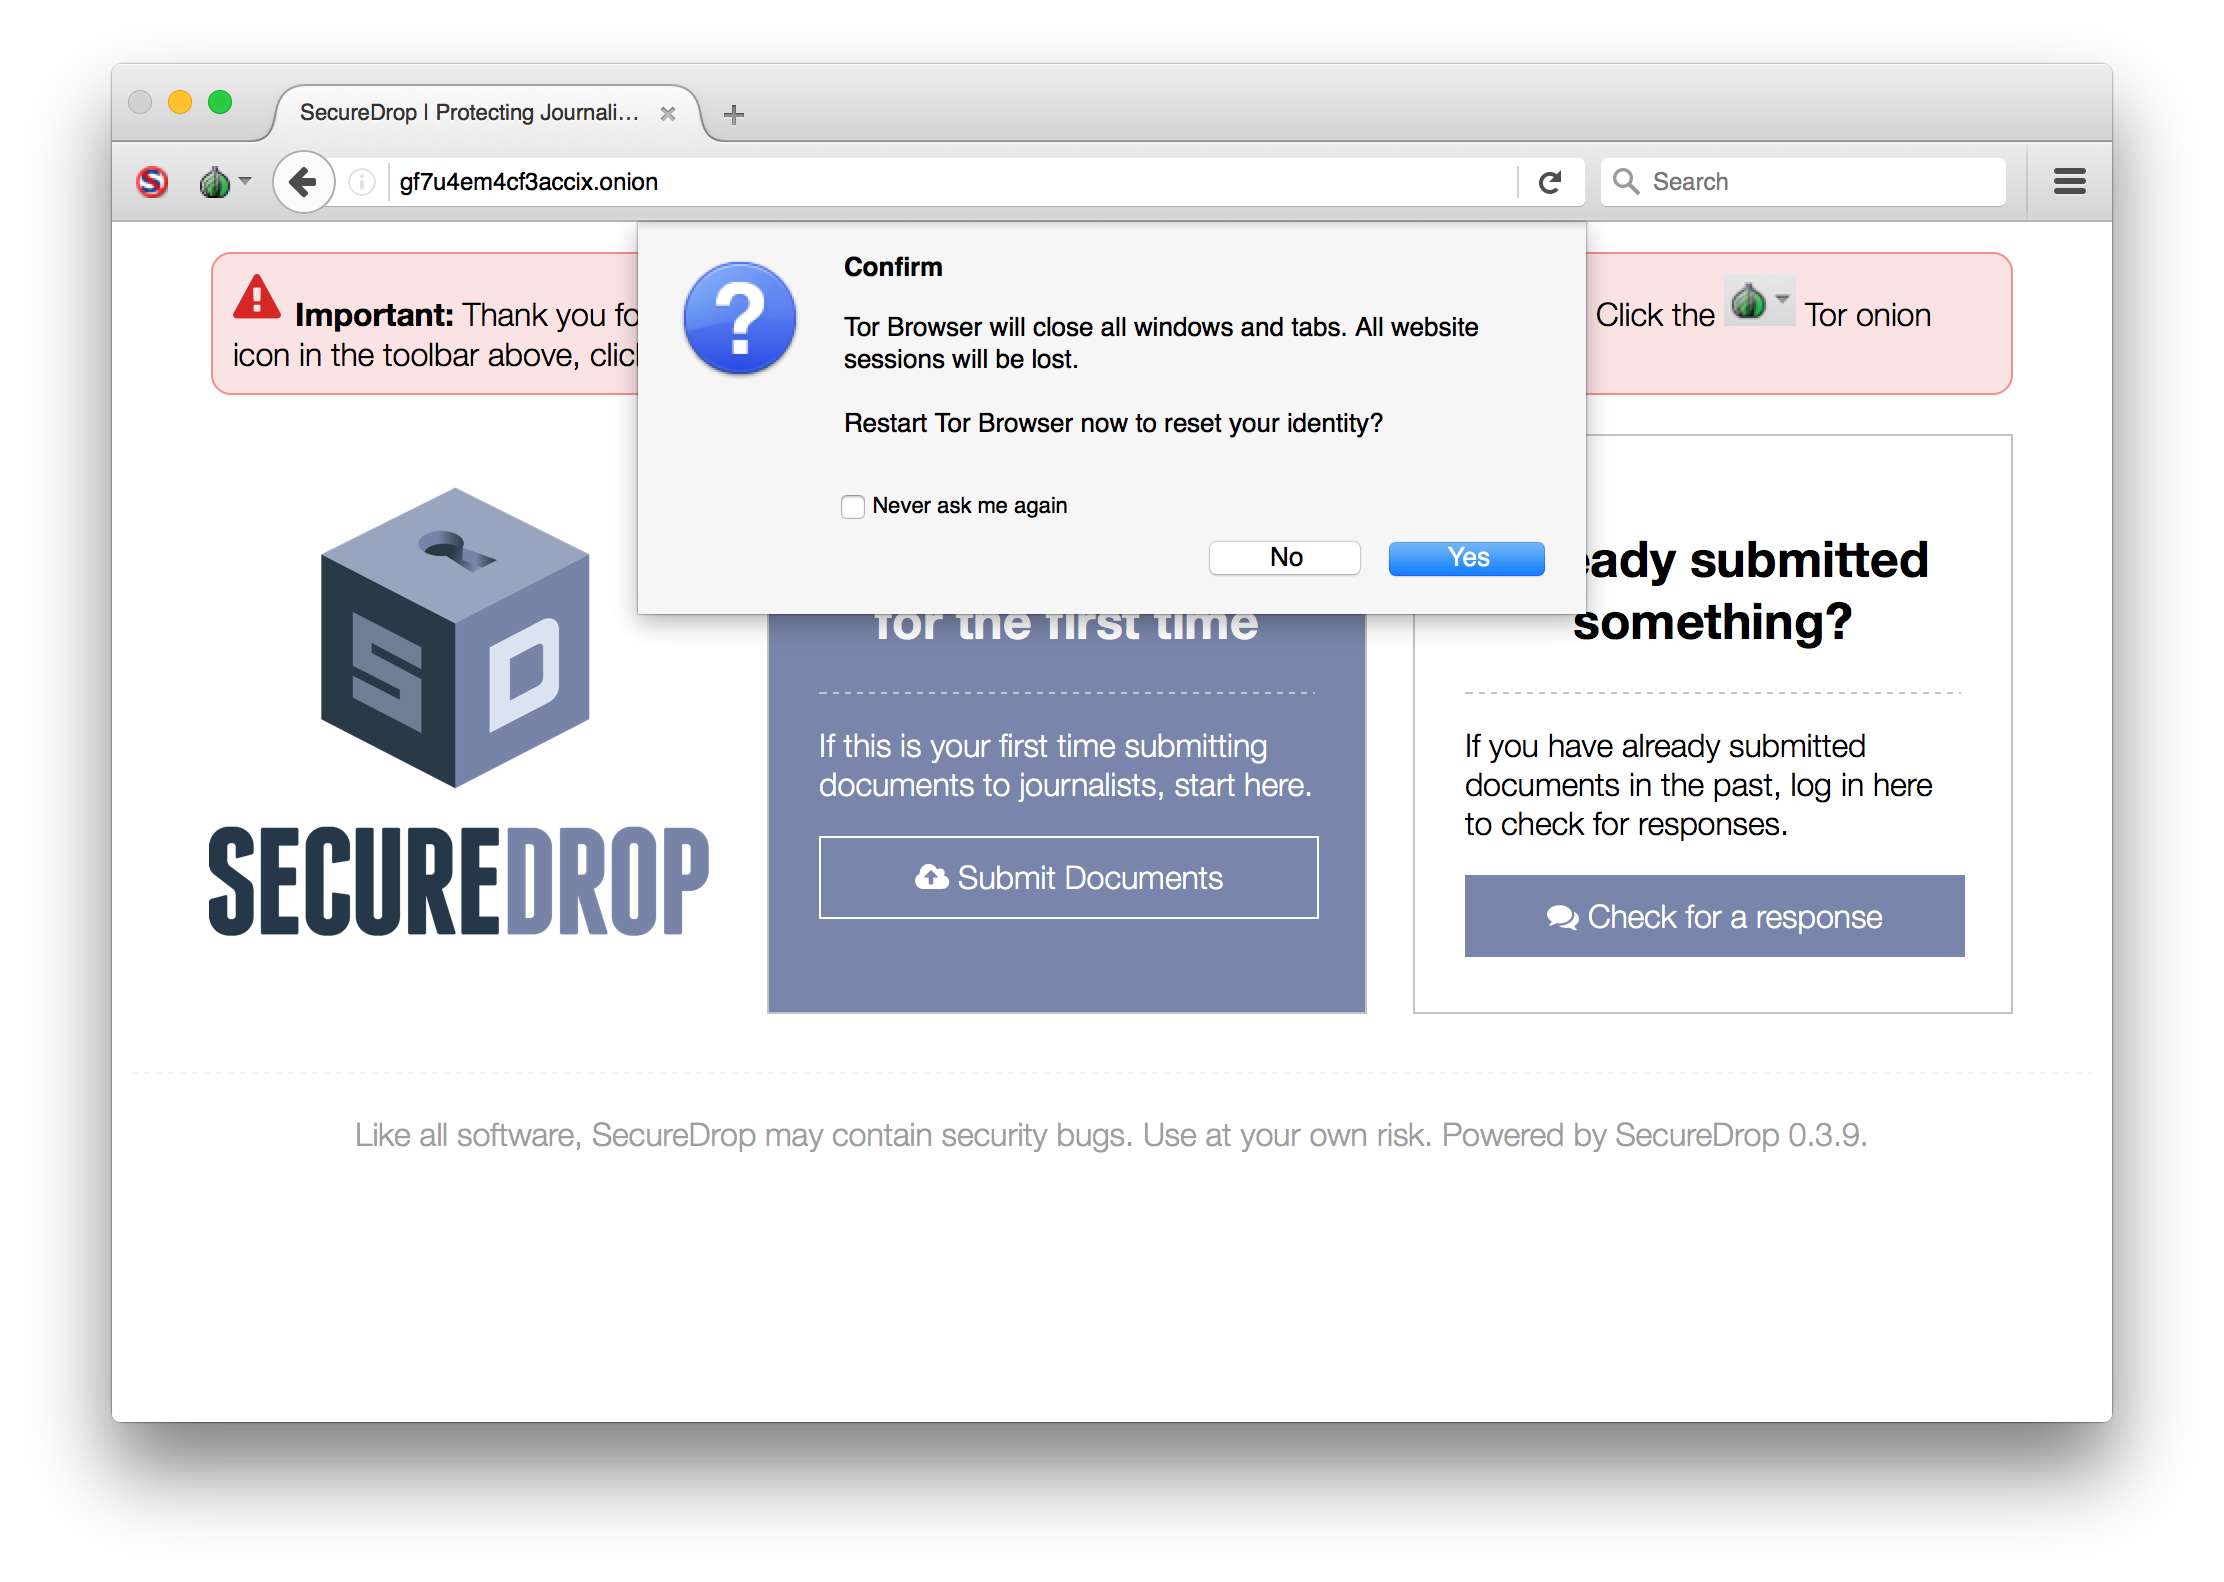 SecureDrop | Protecting Journali...
gf7u4em4cf3accix.onion
Search
Confirm
Tor Browser will close all windows and tabs. All website
sessions will be lost.
Restart Tor Browser now to reset your identity?
Never ask me again
No
Yes
Important: Thank you fo
Click the Tor onion
icon in the toolbar above, clic
S
D
SECUREDROP
for the first time
If this is your first time submitting
documents to journalists, start here.
Submit Documents
eady submitted
something?
If you have already submitted
documents in the past, log in here
to check for responses.
Check for a response
Like all software, SecureDrop may contain security bugs. Use at your own risk. Powered by SecureDrop 0.3.9.